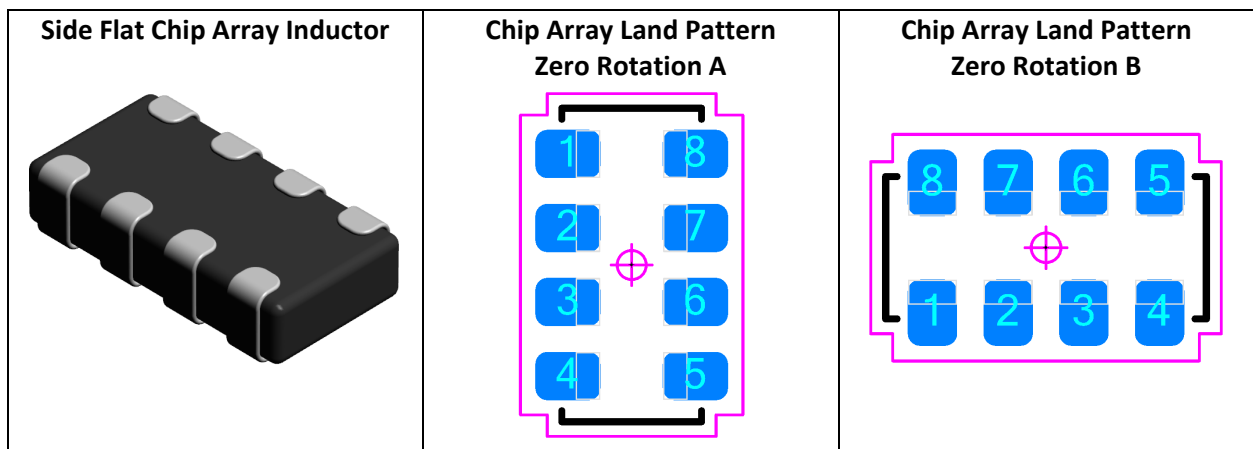 Side Flat Chip Array Inductor
Chip Array Land Pattern
Zero Rotation A
Chip Array Land Pattern
Zero Rotation B
1 8
2 7
3 6
4 5
8 7 6 5
1 2 3 4